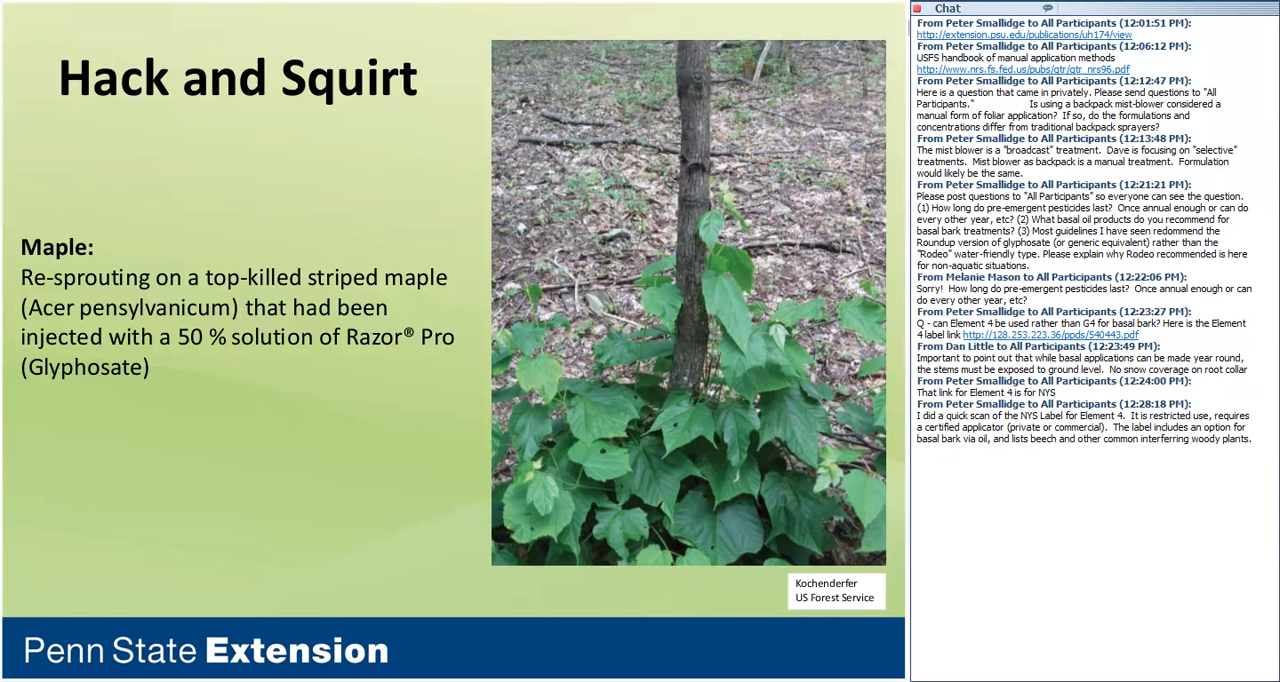 Hack and Squirt
Maple:
Re-sprouting on a top-killed striped maple
(Acer pensylvanicum) that had been
injected with a 50 % solution of Razor® Pro
(Glyphosate)
Kochenderfer
US Forest Service
Penn State Extension
Chat
From Peter Smallidge to All Participants (12:01:51 PM):
http://extension.psu.edu/publications/uh174/view
From Peter Smallidge to All Participants (12:06:12 PM):
USFS handbook of manual application methods
http://www.nrs.fs.fed.us/pubs/gtr/gtr_nrs96.pdf
From Peter Smallidge to All Participants (12:12:47 PM):
Here is a question that came in privately. Please send questions to "All
Participants." Is using a backpack mist-blower considered a
manual form of foliar application? If so, do the formulations and
concentrations differ from traditional backpack sprayers?
From Peter Smallidge to All Participants (12:13:48 PM):
The mist blower is a "broadcast" treatment. Dave is focusing on "selective"
treatments. Mist blower as backpack is a manual treatment. Formulation
would likely be the same.
From Peter Smallidge to All Participants (12:21:21 PM):
Please post questions to "All Participants" so everyone can see the question.
(1) How long do pre-emergent pesticides last? Once annual enough or can do
every other year, etc? (2) What basal oil products do you recommend for
basal bark treatments? (3) Most guidelines I have seen redommend the
Roundup version of glyphosate (or generic equivalent) rather than the
"Rodeo" water-friendly type. Please explain why Rodeo recommended is here
for non-aquatic situations.
From Melanie Mason to All Participants (12:22:06 PM):
Sorry! How long do pre-emergent pesticides last? Once annual enough or can
do every other year, etc?
From Peter Smallidge to All Participants (12:23:27 PM):
Q - can Element 4 be used rather than G4 for basal bark? Here is the Element
4 label link http://128.253.223.36/ppds/540443.pdf
From Dan Little to All Participants (12:23:49 PM):
Important to point out that while basal applications can be made year round,
the stems must be exposed to ground level. No snow coverage on root collar
From Peter Smallidge to All Participants (12:24:00 PM):
That link for Element 4 is for NYS
From Peter Smallidge to All Participants (12:28:18 PM):
I did a quick scan of the NYS Label for Element 4. It is restricted use, requires
a certified applicator (private or commercial). The label includes an option for
basal bark via oil, and lists beech and other common interferring woody plants.